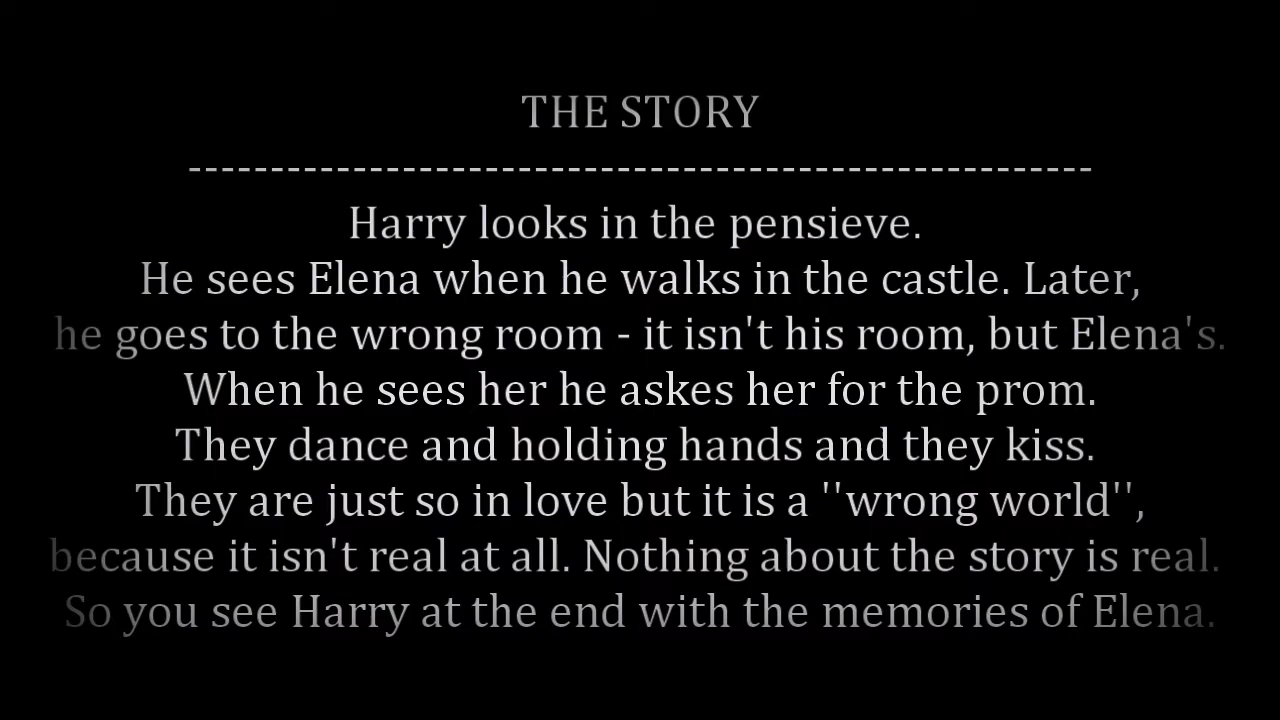 THE STORY
-------------------------------------------------------
Harry looks in the pensieve.
He sees Elena when he walks in the castle. Later,
he goes to the wrong room - it isn't his room, but Elena's.
When he sees her he askes her for the prom.
They dance and holding hands and they kiss.
They are just so in love but it is a ''wrong world'',
because it isn't real at all. Nothing about the story is real.
So you see Harry at the end with the memories of Elena.